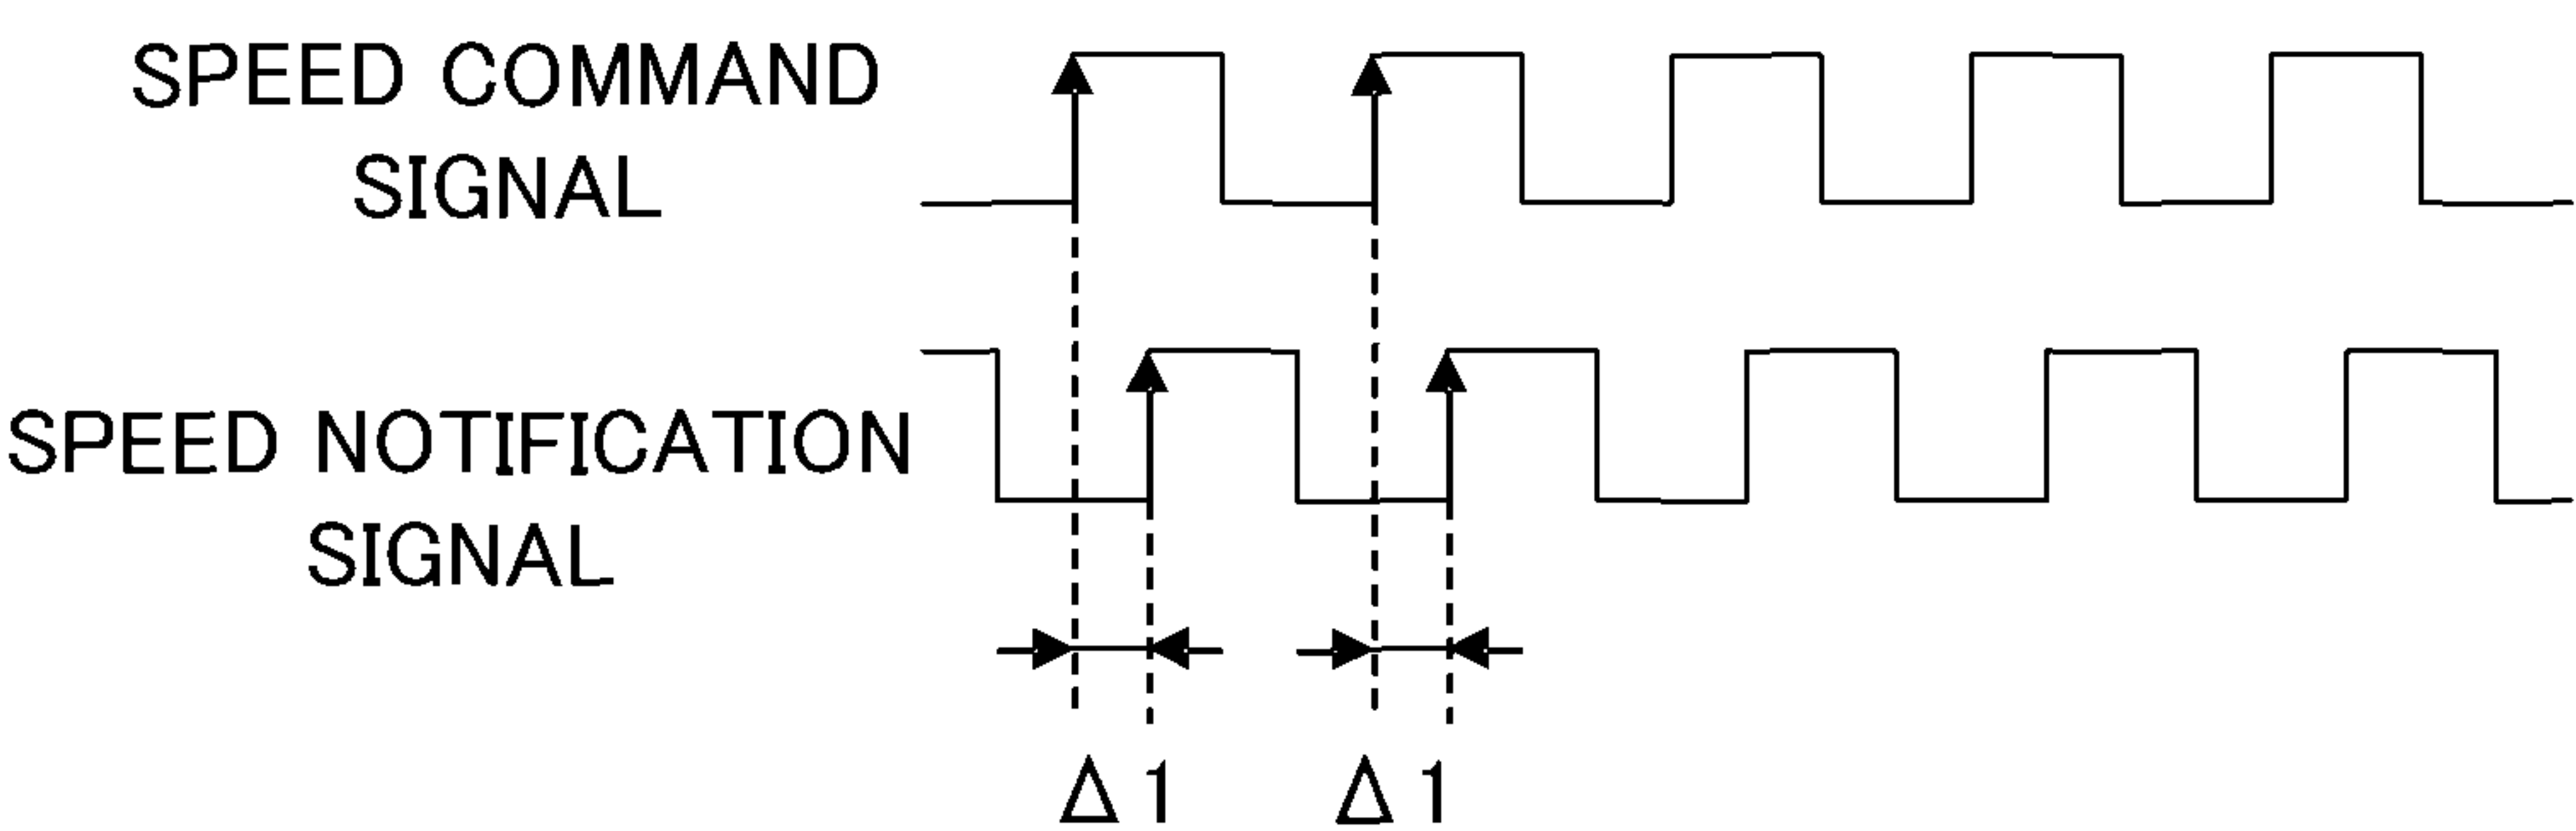 SPEED COMMAND
SIGNAL
SPEED NOTIFICATION
SIGNAL
Δ1 Δ1